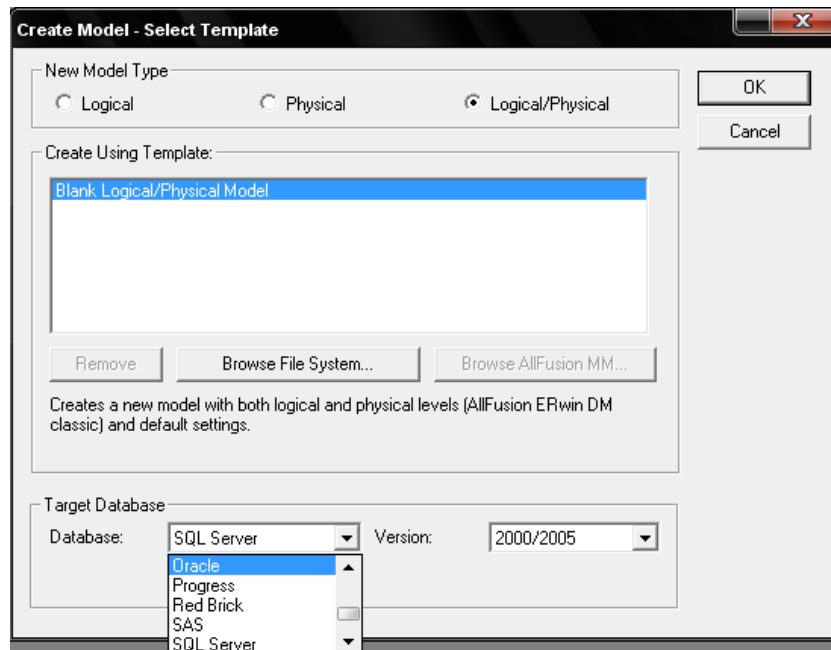 Create Model - Select Template
New Model Type
Logical
Physical
Logical/Physical
OK
Cancel
Create Using Template:
Blank Logical/Physical Model
Remove
Browse File System...
Browse AllFusion MM...
Creates a new model with both logical and physical levels (AllFusion ERwin DM
classic) and default settings.
Target Database
Database:
SQL Server
Version:
2000/2005
Oracle
Progress
Red Brick
SAS
SQL Server